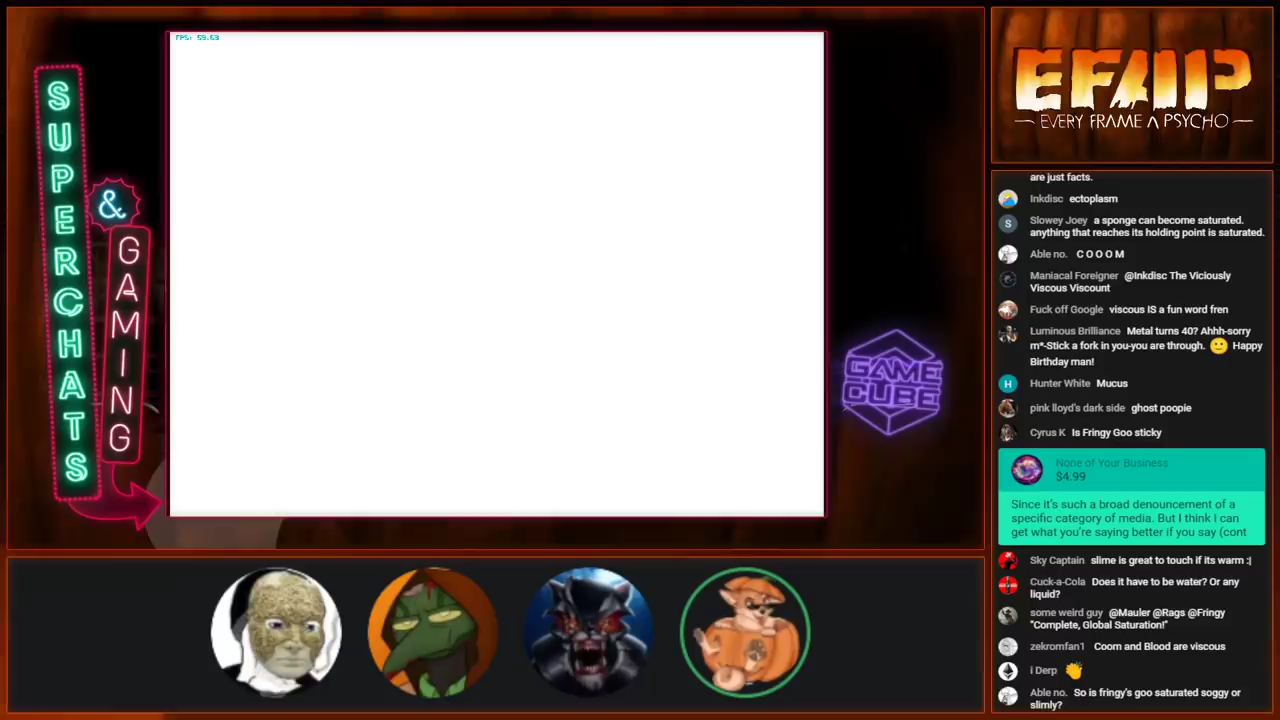 FPS: 59.63
SUPERCHATS
&
GAMING
GAME
CUBE
EFAP
EVERY FRAME A PSYCHO
are just facts.
Inkdisc ectoplasm
S
Slowey Joey a sponge can become saturated.
anything that reaches its holding point is saturated.
Able no. C O O O M
Maniacal Foreigner @Inkdisc The Viciously
Viscous Viscount
Fuck off Google viscous IS a fun word fren
Luminous Brilliance Metal turns 40? Ahhh-sorry
m*-Stick a fork in you-you are through. 🙂 Happy
Birthday man!
H
Hunter White Mucus
pink lloyd's dark side ghost poopie
Cyrus K Is Fringy Goo sticky
None of Your Business
$4.99
Since it's such a broad denouncement of a
specific category of media. But I think I can
get what you're saying better if you say (cont
Sky Captain slime is great to touch if its warm :|
Cuck-a-Cola Does it have to be water? Or any
liquid?
some weird guy @Mauler @Rags @Fringy
"Complete, Global Saturation!"
zekromfan1 Coom and Blood are viscous
i Derp 👏
Able no. So is fringy's goo saturated soggy or
slimly?